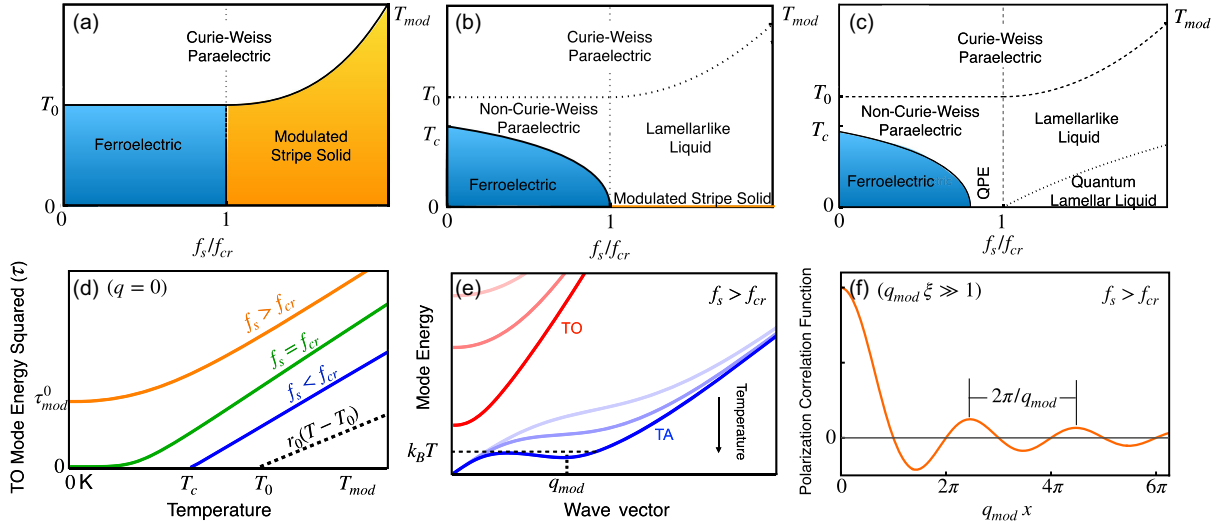 (a)
Curie-Weiss
Paraelectric
T_mod
T_0
Ferroelectric
Modulated
Stripe Solid
0
0
1
f_s/f_cr
(b)
Curie-Weiss
Paraelectric
T_mod
T_0
Non-Curie-Weiss
Paraelectric
T_c
Lamellarlike
Liquid
Ferroelectric
Modulated Stripe Solid
0
0
1
f_s/f_cr
(c)
Curie-Weiss
Paraelectric
T_mod
T_0
Non-Curie-Weiss
Paraelectric
T_c
Lamellarlike
Liquid
Ferroelectric
QPE
Quantum
Lamellar Liquid
0
0
1
f_s/f_cr
(d) (q = 0)
TO Mode Energy Squared (τ)
f_s > f_cr
f_s = f_cr
f_s < f_cr
r_0(T − T_0)
τ^0_mod
0
0 K
T_c
T_0
T_mod
Temperature
(e)
f_s > f_cr
Mode Energy
TO
TA
Temperature
k_B T
q_mod
Wave vector
(f) (q_mod ξ ≫ 1)
f_s > f_cr
Polarization Correlation Function
2π/q_mod
0
0
2π
4π
6π
q_mod x